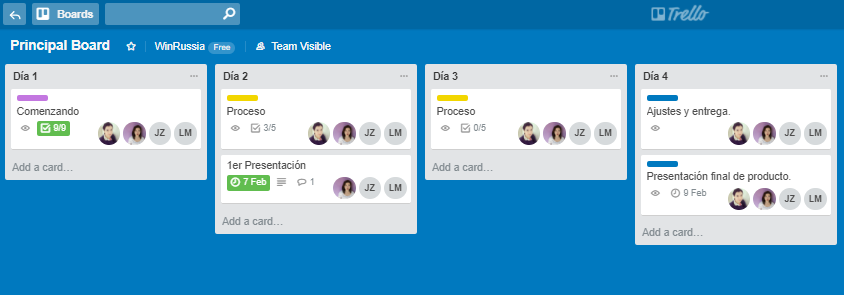 Boards
Trello
Principal Board WinRussia Free Team Visible
Día 1 ...
Comenzando
9/9
JZ LM
Add a card...
Día 2 ...
Proceso
3/5
JZ LM
1er Presentación
7 Feb 1
JZ LM
Add a card...
Día 3 ...
Proceso
0/5
JZ LM
Add a card...
Día 4 ...
Ajustes y entrega.
JZ LM
Presentación final de producto.
9 Feb
JZ LM
Add a card...